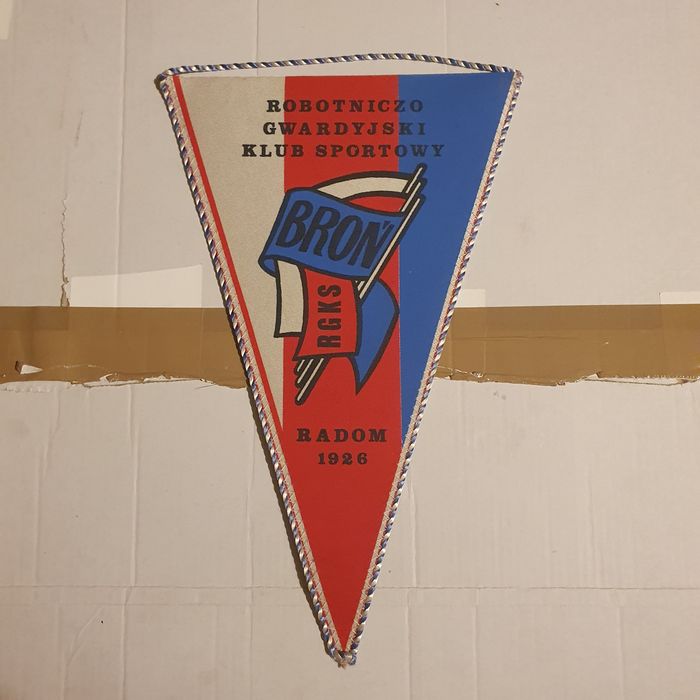 ROBOTNICZO
GWARDYJSKI
KLUB SPORTOWY
BROŃ
RGKS
RADOM
1926